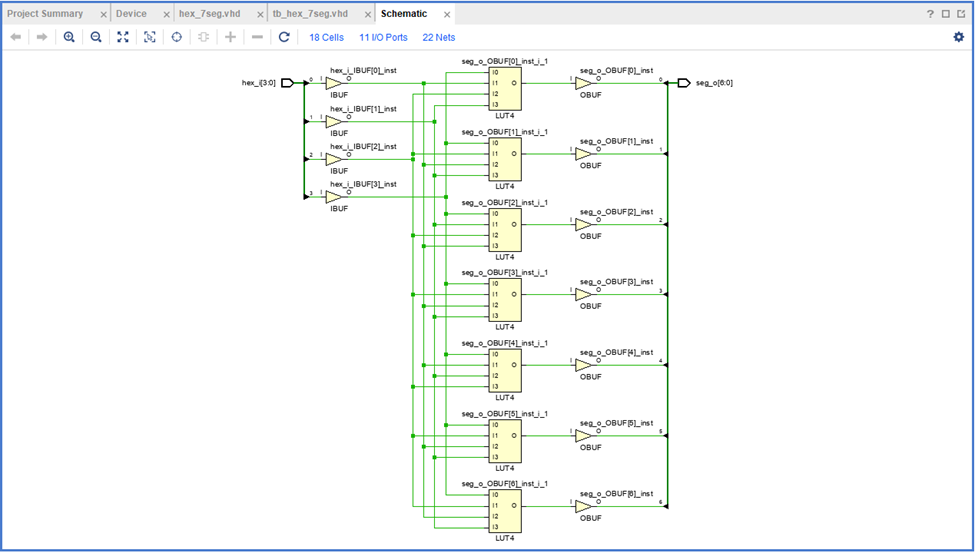 Project Summary × Device × hex_7seg.vhd × tb_hex_7seg.vhd × Schematic × ?
18 Cells 11 I/O Ports 22 Nets
hex_i[3:0]
hex_i_IBUF[0]_inst
0 I O
IBUF
hex_i_IBUF[1]_inst
1 I O
IBUF
hex_i_IBUF[2]_inst
2 I O
IBUF
hex_i_IBUF[3]_inst
3 I O
IBUF
seg_o_OBUF[0]_inst_i_1
I0
I1 O
I2
I3
LUT4
seg_o_OBUF[0]_inst
I O 0
OBUF
seg_o[6:0]
seg_o_OBUF[1]_inst_i_1
I0
I1 O
I2
I3
LUT4
seg_o_OBUF[1]_inst
I O 1
OBUF
seg_o_OBUF[2]_inst_i_1
I0
I1 O
I2
I3
LUT4
seg_o_OBUF[2]_inst
I O 2
OBUF
seg_o_OBUF[3]_inst_i_1
I0
I1 O
I2
I3
LUT4
seg_o_OBUF[3]_inst
I O 3
OBUF
seg_o_OBUF[4]_inst_i_1
I0
I1 O
I2
I3
LUT4
seg_o_OBUF[4]_inst
I O 4
OBUF
seg_o_OBUF[5]_inst_i_1
I0
I1 O
I2
I3
LUT4
seg_o_OBUF[5]_inst
I O 5
OBUF
seg_o_OBUF[6]_inst_i_1
I0
I1 O
I2
I3
LUT4
seg_o_OBUF[6]_inst
I O 6
OBUF